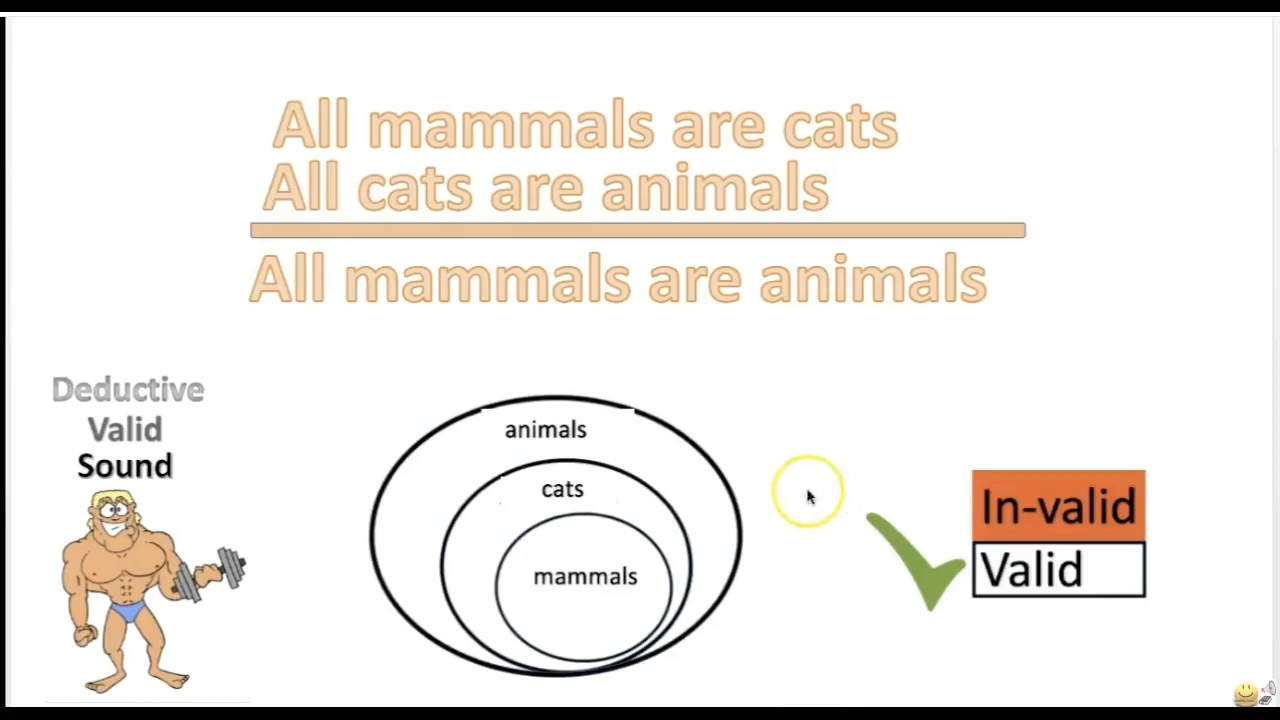 All mammals are cats
All cats are animals
All mammals are animals
Deductive
Valid
Sound
animals
cats
mammals
In-valid
Valid